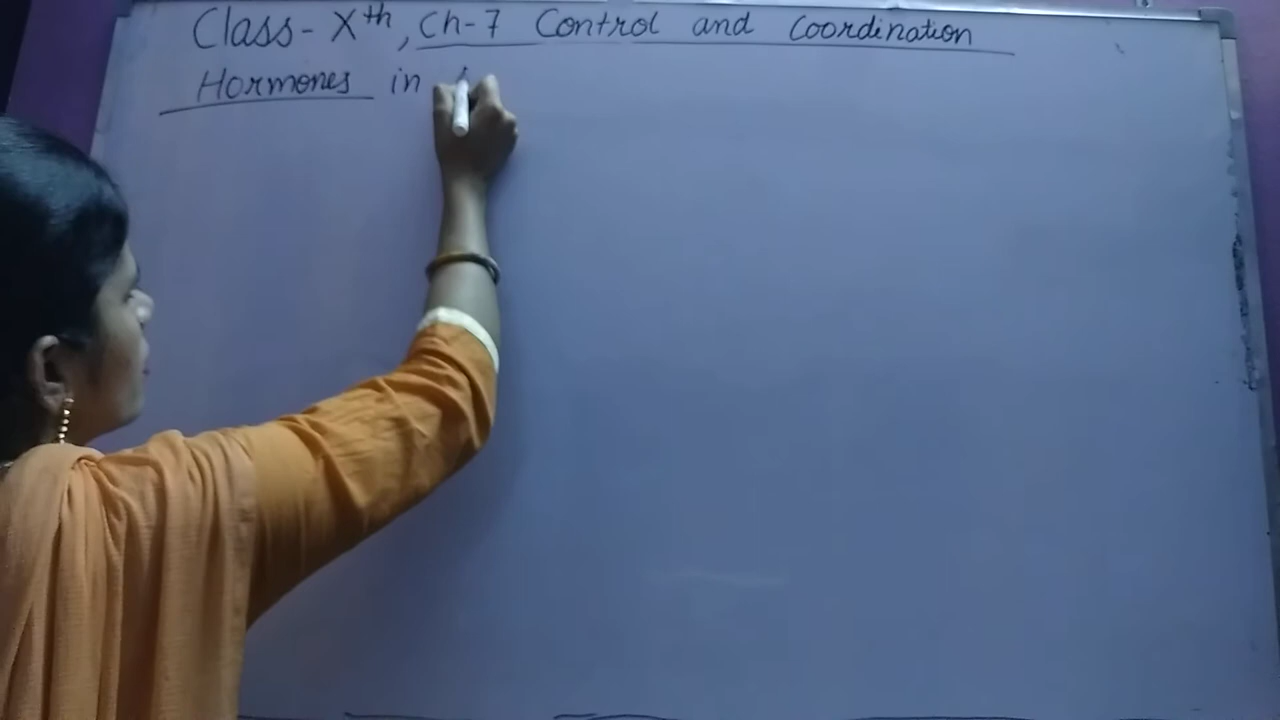 Class- Xth, Ch-7 Control and Coordination
Hormones in